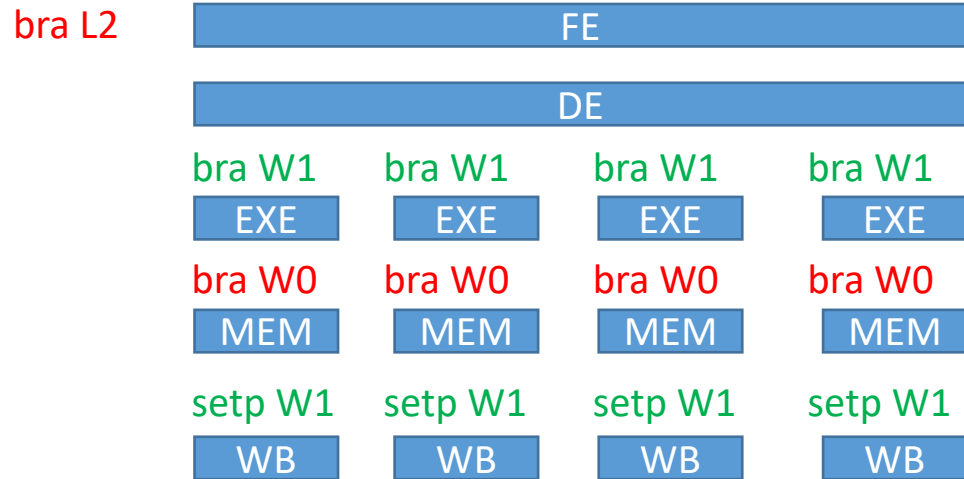 bra L2 FE
DE
bra W1 bra W1 bra W1 bra W1
EXE EXE EXE EXE
bra W0 bra W0 bra W0 bra W0
MEM MEM MEM MEM
setp W1 setp W1 setp W1 setp W1
WB WB WB WB